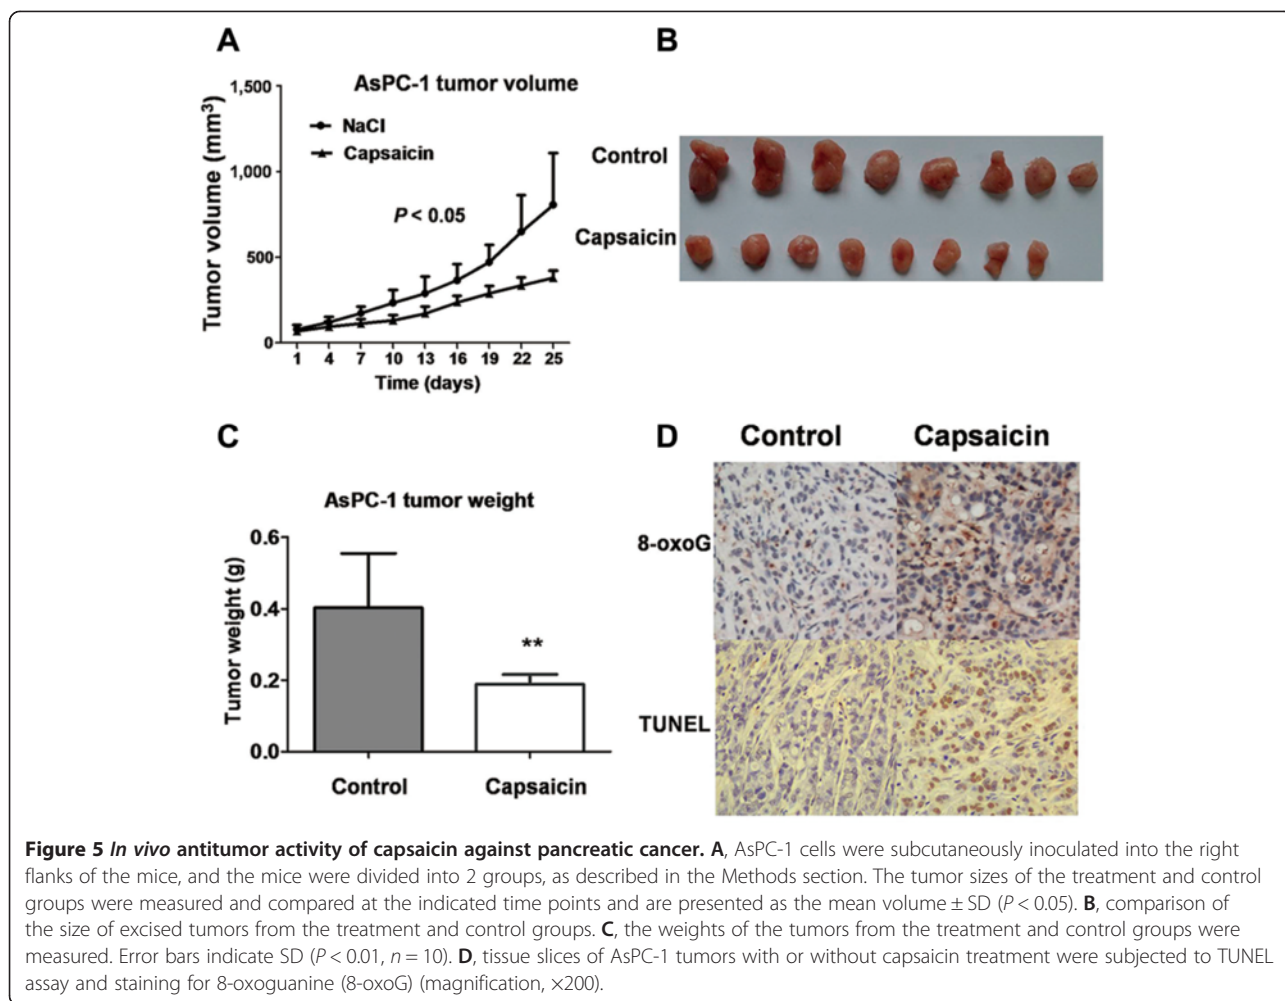 A
AsPC-1 tumor volume
Tumor volume (mm³)
1,500
1,000
500
0
NaCl
Capsaicin
P < 0.05
1 4 7 10 13 16 19 22 25
Time (days)
B
Control
Capsaicin
C
AsPC-1 tumor weight
Tumor weight (g)
0.6
0.4
0.2
0.0
**
Control Capsaicin
D
Control Capsaicin
8-oxoG
TUNEL
Figure 5 In vivo antitumor activity of capsaicin against pancreatic cancer. A, AsPC-1 cells were subcutaneously inoculated into the right
flanks of the mice, and the mice were divided into 2 groups, as described in the Methods section. The tumor sizes of the treatment and control
groups were measured and compared at the indicated time points and are presented as the mean volume ± SD (P < 0.05). B, comparison of
the size of excised tumors from the treatment and control groups. C, the weights of the tumors from the treatment and control groups were
measured. Error bars indicate SD (P < 0.01, n = 10). D, tissue slices of AsPC-1 tumors with or without capsaicin treatment were subjected to TUNEL
assay and staining for 8-oxoguanine (8-oxoG) (magnification, ×200).